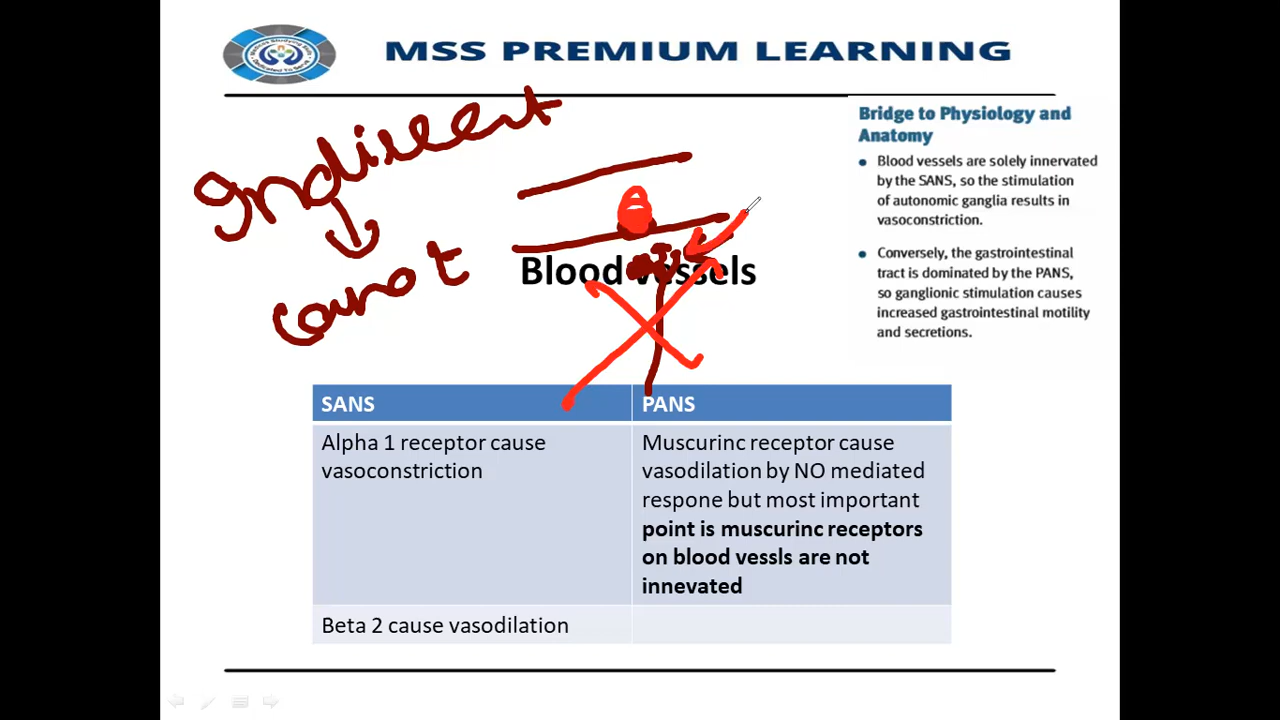 MSS PREMIUM LEARNING
Indirect
cannot
Blood vessels
Bridge to Physiology and
Anatomy
Blood vessels are solely innervated
by the SANS, so the stimulation
of autonomic ganglia results in
vasoconstriction.
Conversely, the gastrointestinal
tract is dominated by the PANS,
so ganglionic stimulation causes
increased gastrointestinal motility
and secretions.
SANS
PANS
Alpha 1 receptor cause
vasoconstriction
Muscurinc receptor cause
vasodilation by NO mediated
respone but most important
point is muscurinc receptors
on blood vessls are not
innevated
Beta 2 cause vasodilation